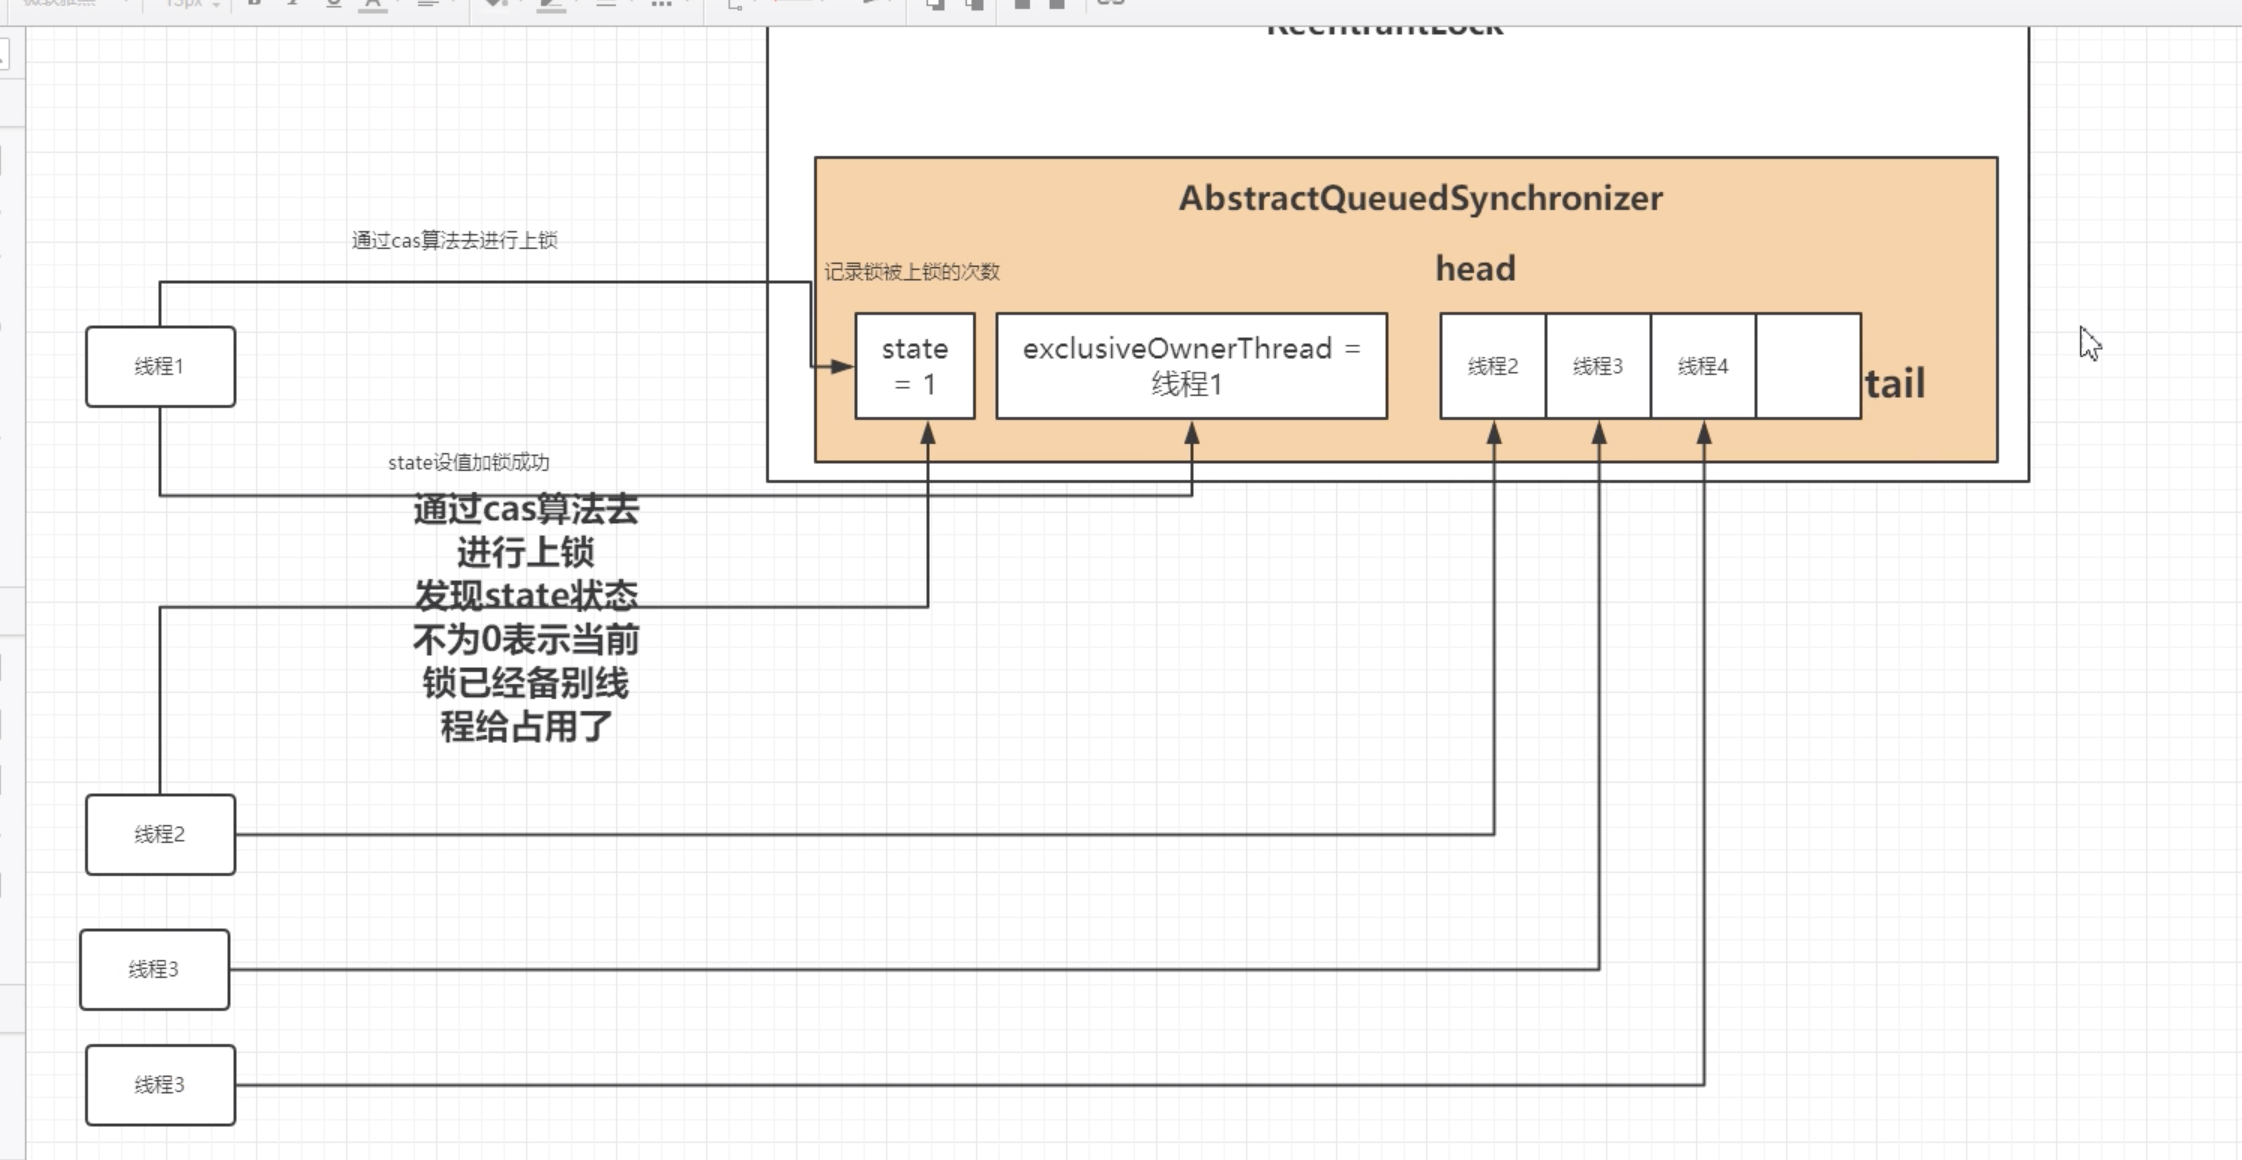 ReentrantLock
AbstractQueuedSynchronizer
通过cas算法去进行上锁
记录锁被上锁的次数
head
线程1
state
= 1
exclusiveOwnerThread =
线程1
线程2
线程3
线程4
tail
state设值加锁成功
通过cas算法去
进行上锁
发现state状态
不为0表示当前
锁已经备别线
程给占用了
线程2
线程3
线程3